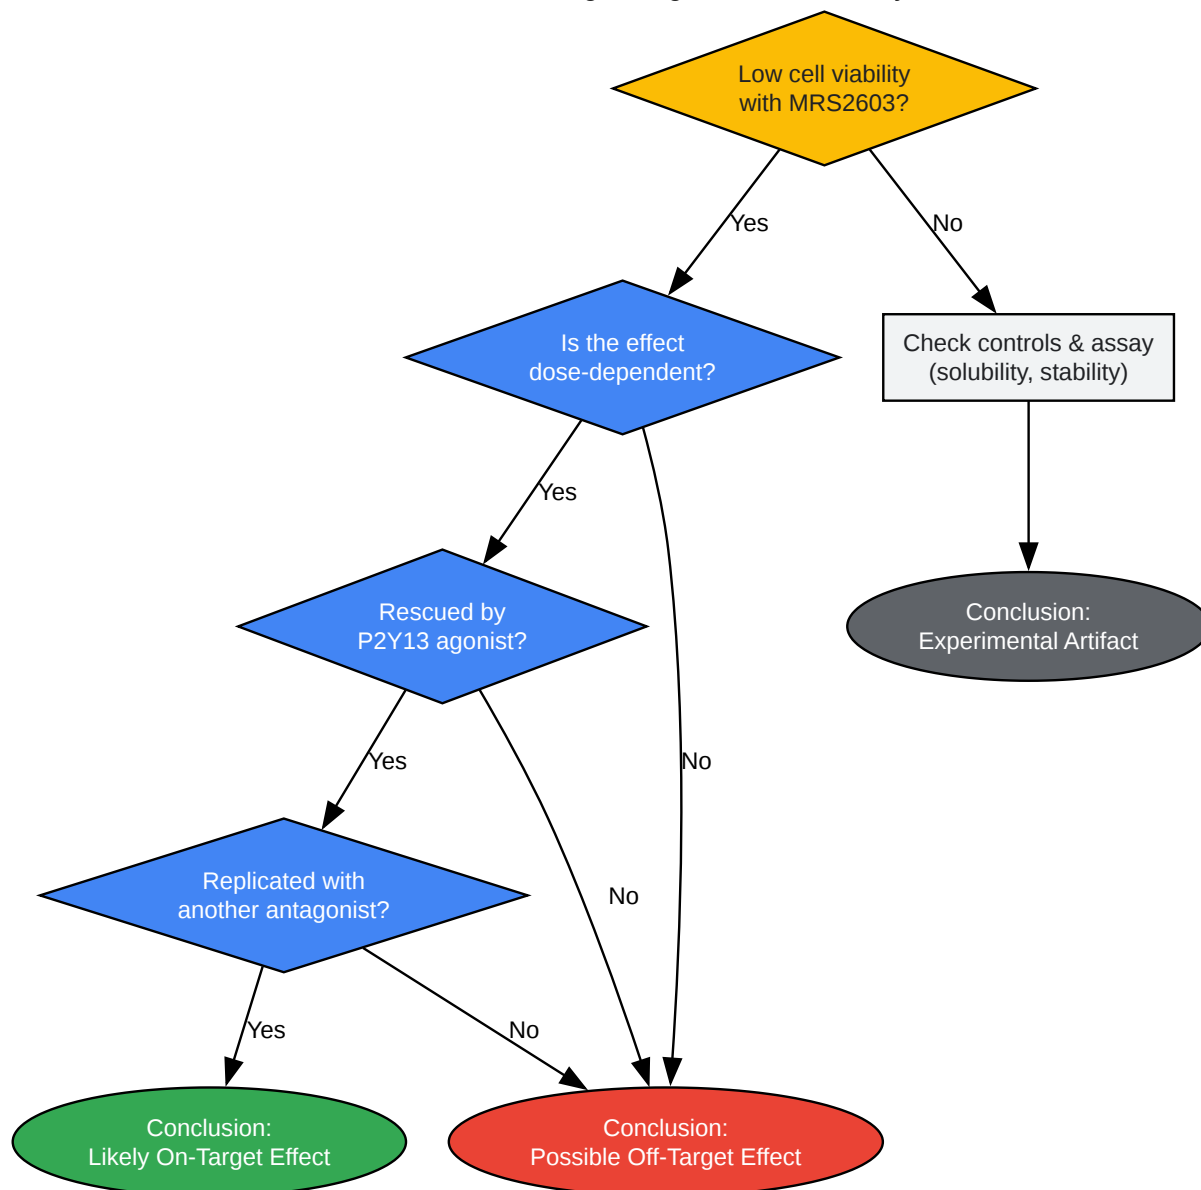 Low cell viability
with MRS2603?
Yes
No
Is the effect
dose-dependent?
Check controls & assay
(solubility, stability)
Yes
Rescued by
P2Y13 agonist?
Conclusion:
Experimental Artifact
Yes
No
Replicated with
another antagonist?
No
Yes
No
Conclusion:
Likely On-Target Effect
Conclusion:
Possible Off-Target Effect